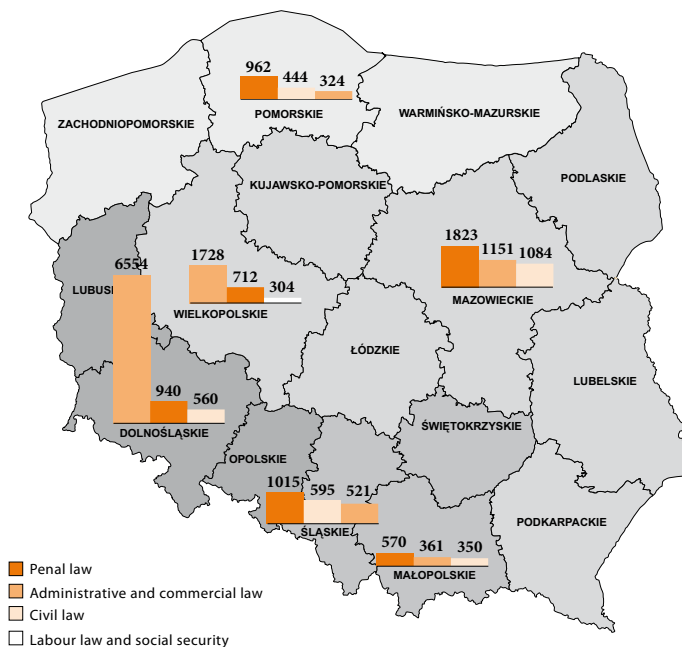 962
444
324
POMORSKIE
ZACHODNIOPOMORSKIE
WARMIŃSKO-MAZURSKIE
PODLASKIE
KUJAWSKO-POMORSKIE
1823
1151
1084
MAZOWIECKIE
6554
940
560
LUBUS
DOLNOŚLĄSKIE
1728
712
304
WIELKOPOLSKIE
ŁÓDZKIE
LUBELSKIE
ŚWIĘTOKRZYSKIE
OPOLSKIE
1015
595
521
ŚLĄSKIE
PODKARPACKIE
570
361
350
MAŁOPOLSKIE
Penal law
Administrative and commercial law
Civil law
Labour law and social security